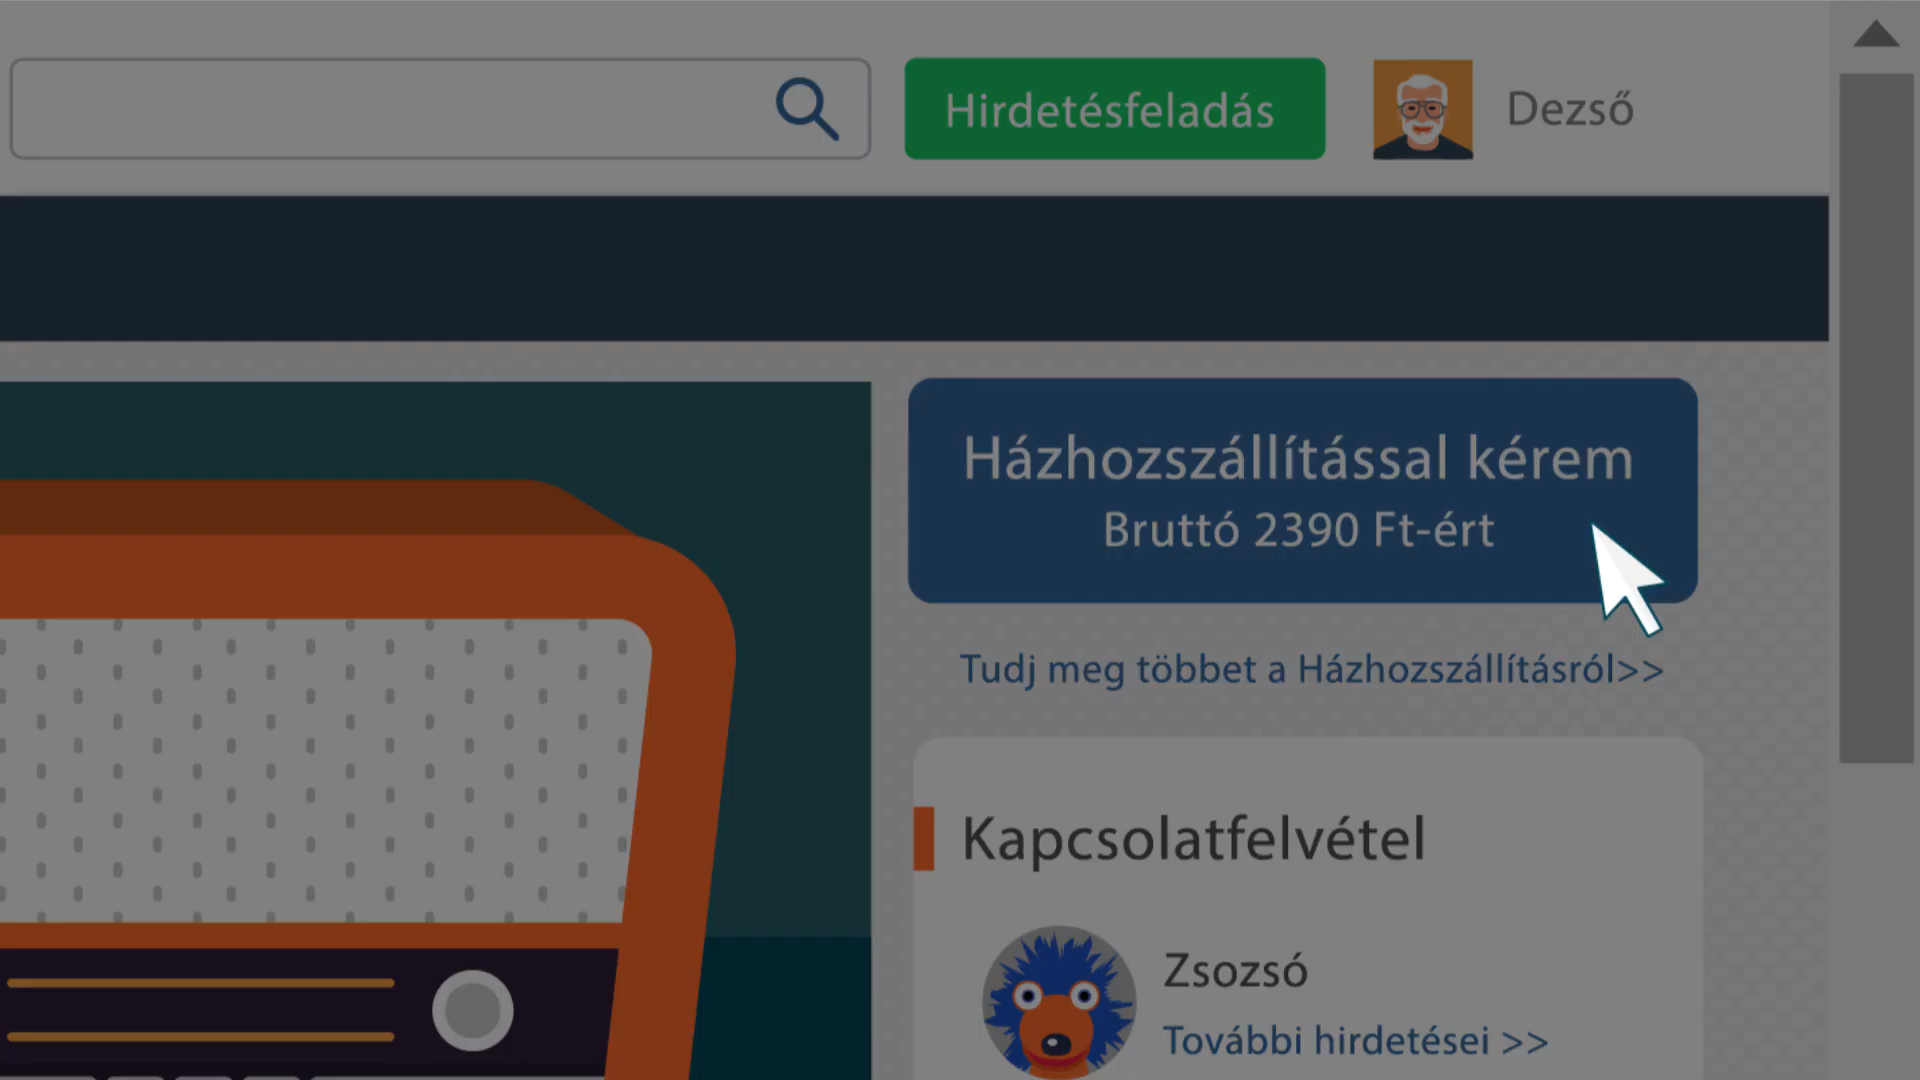 Hirdetésfeladás
Dezső
Házhozszállítással kérem
Bruttó 2390 Ft-ért
Tudj meg többet a Házhozszállításról>>
Kapcsolatfelvétel
Zsozsó
További hirdetései >>